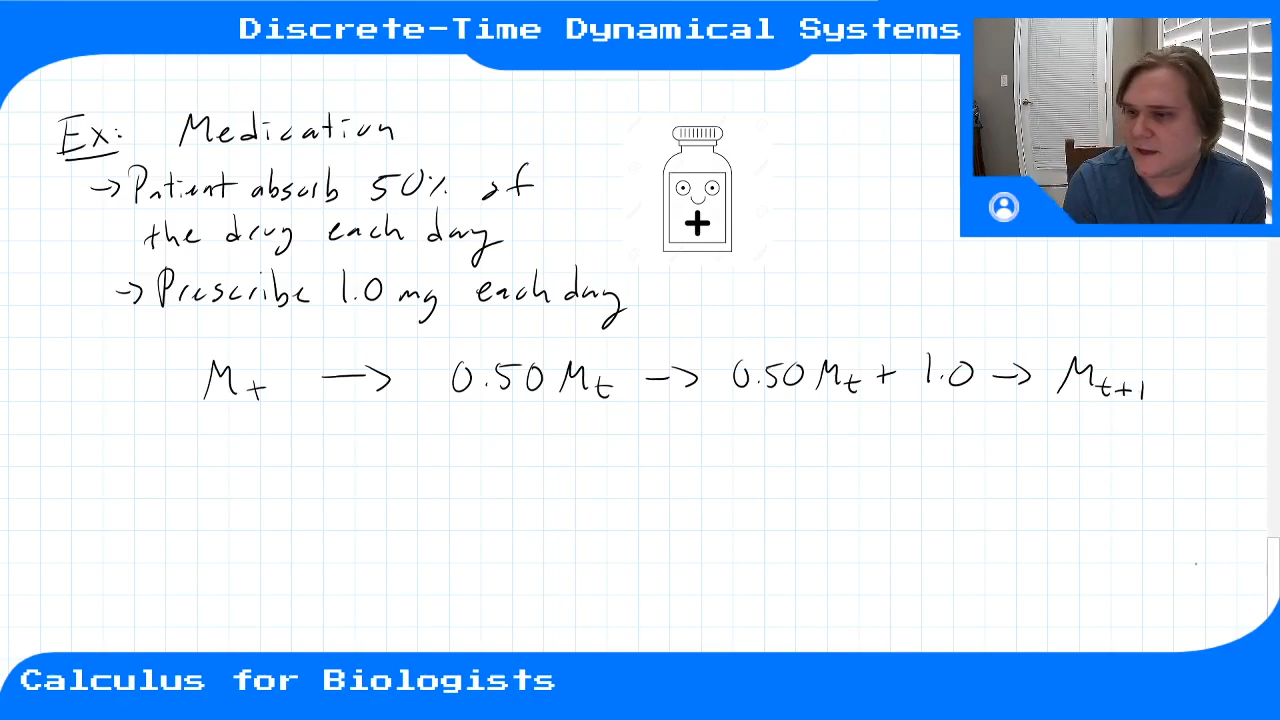 Discrete-Time Dynamical Systems
Ex: Medication
→ Patient absorb 50% of
the drug each day
→ Prescribe 1.0 mg each day
M_t → 0.50 M_t → 0.50 M_t + 1.0 → M_{t+1}
Calculus for Biologists